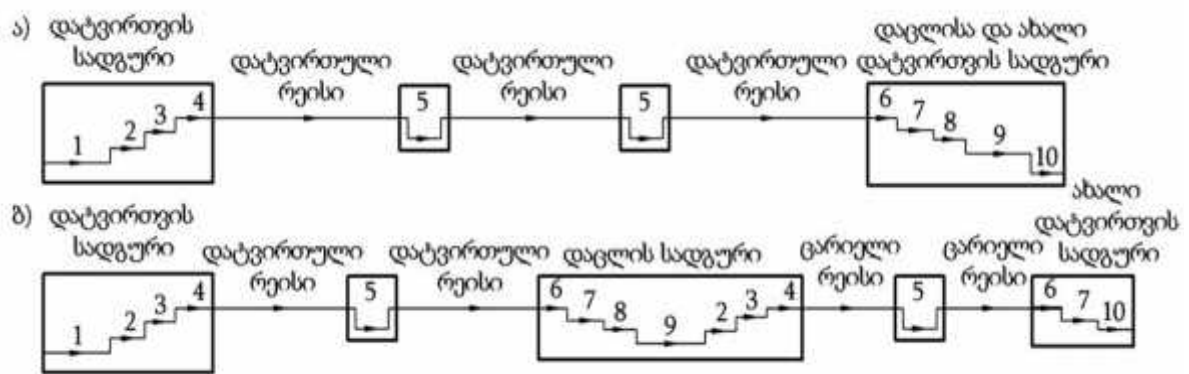 ა) დატვირთვის
სადგური
დატვირთული
რეისი
დატვირთული
რეისი
დატვირთული
რეისი
დაცლისა და ახალი
დატვირთვის სადგური
1 2 3 4 5 5 6 7 8 9 10
ბ) დატვირთვის
სადგური
დატვირთული
რეისი
დატვირთული
რეისი
დაცლის სადგური
ცარიელი
რეისი
ცარიელი
რეისი
ახალი
დატვირთვის
სადგური
1 2 3 4 5 6 7 8 9 2 3 4 5 6 7 10